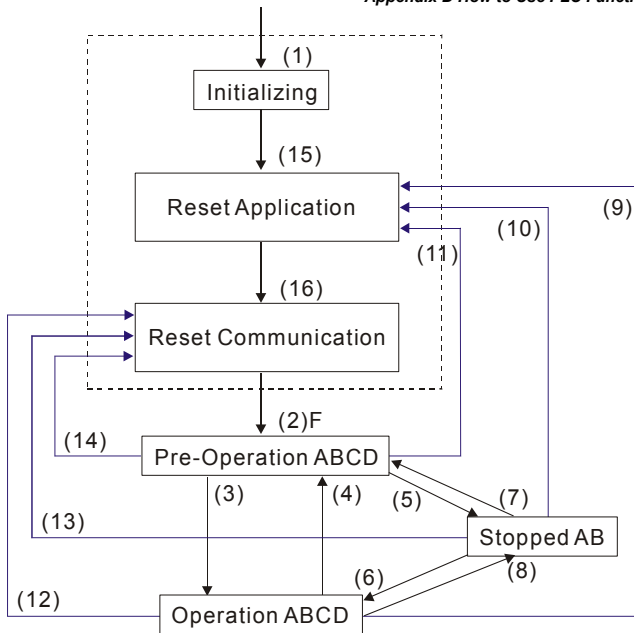 Appendix D How to Use PLC Functi
(1)
Initializing
(15)
Reset Application
(9)
(10)
(11)
(16)
Reset Communication
(2)F
(14)
Pre-Operation ABCD
(3)
(4)
(5)
(7)
(13)
Stopped AB
(6)
(8)
(12)
Operation ABCD